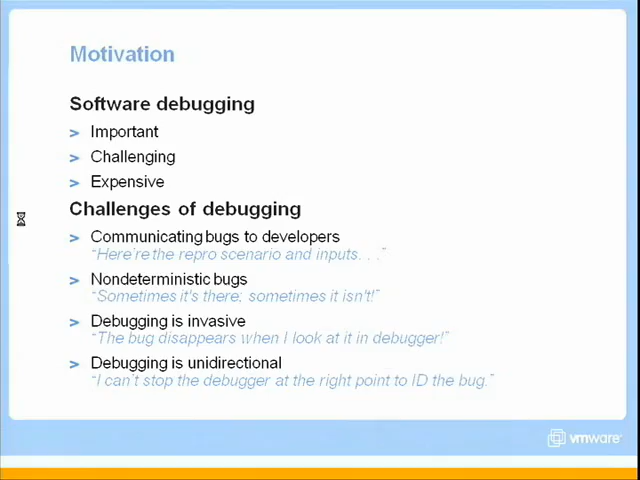 Motivation
Software debugging
> Important
> Challenging
> Expensive
Challenges of debugging
> Communicating bugs to developers
“Here're the repro scenario and inputs. . .”
> Nondeterministic bugs
“Sometimes it's there; sometimes it isn't!”
> Debugging is invasive
“The bug disappears when I look at it in debugger!”
> Debugging is unidirectional
“I can't stop the debugger at the right point to ID the bug.”
vmware